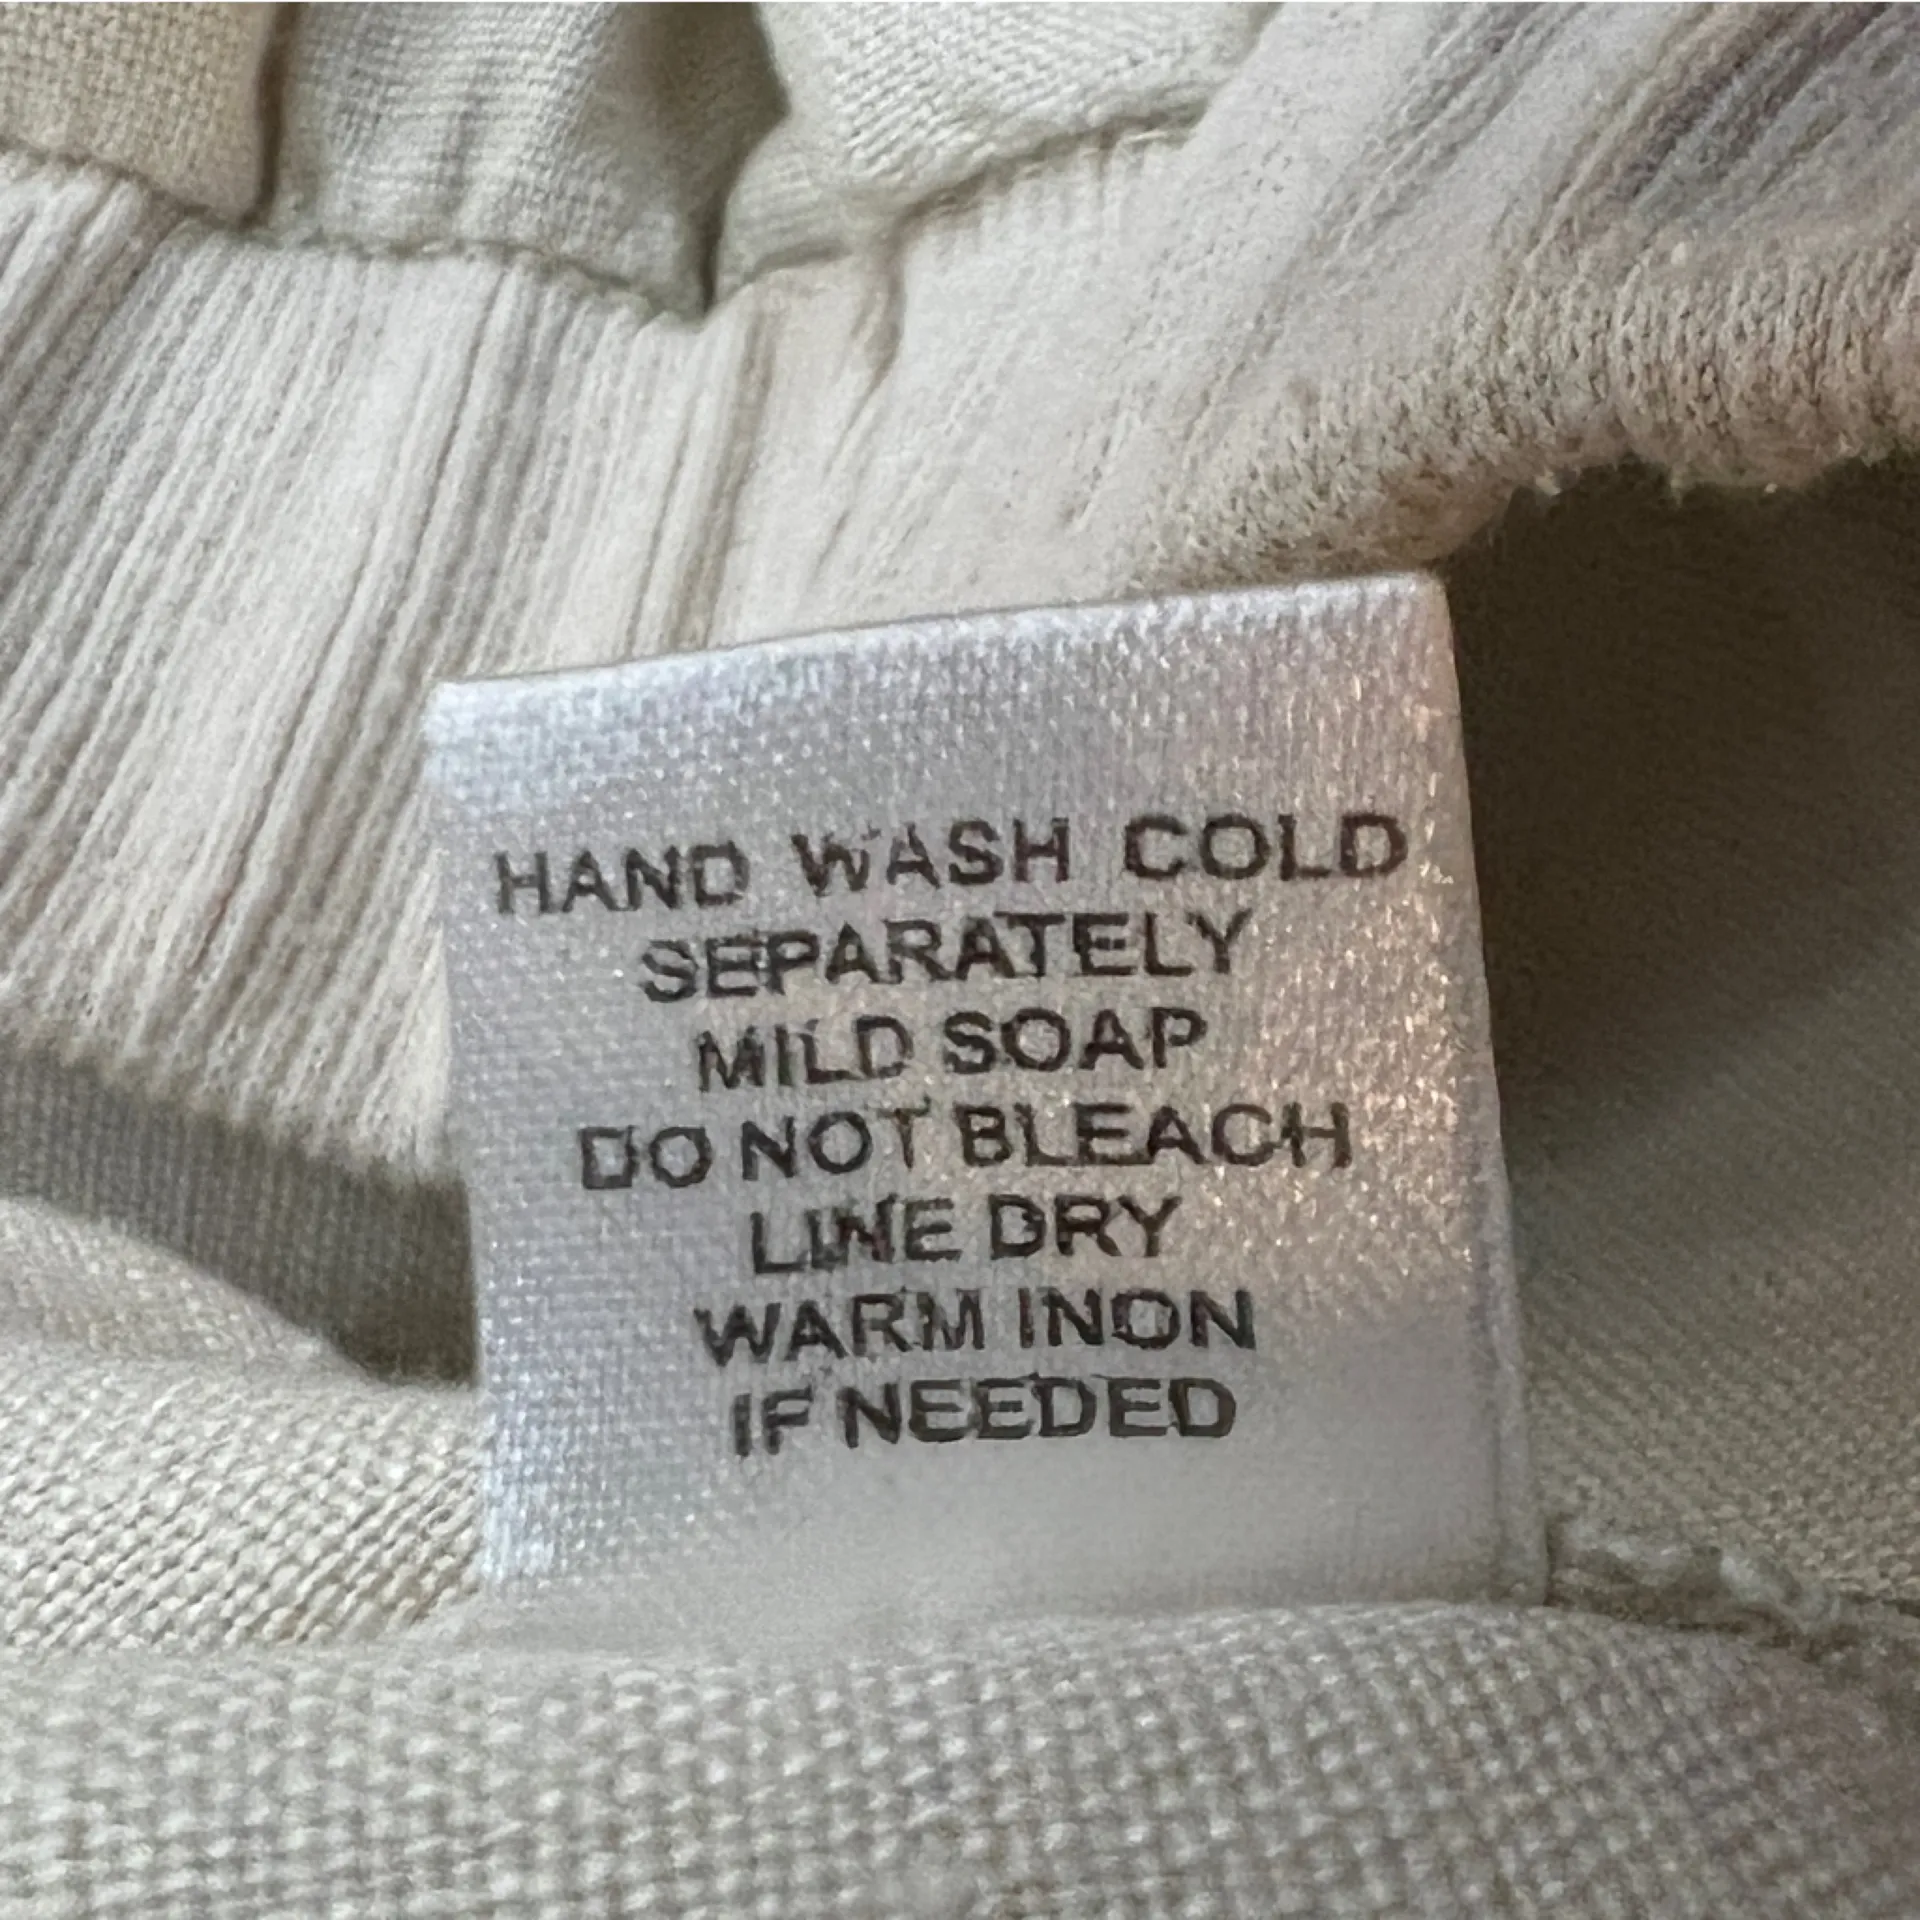 HAND WASH COLD
SEPARATELY
MILD SOAP
DO NOT BLEACH
LINE DRY
WARM INON
IF NEEDED